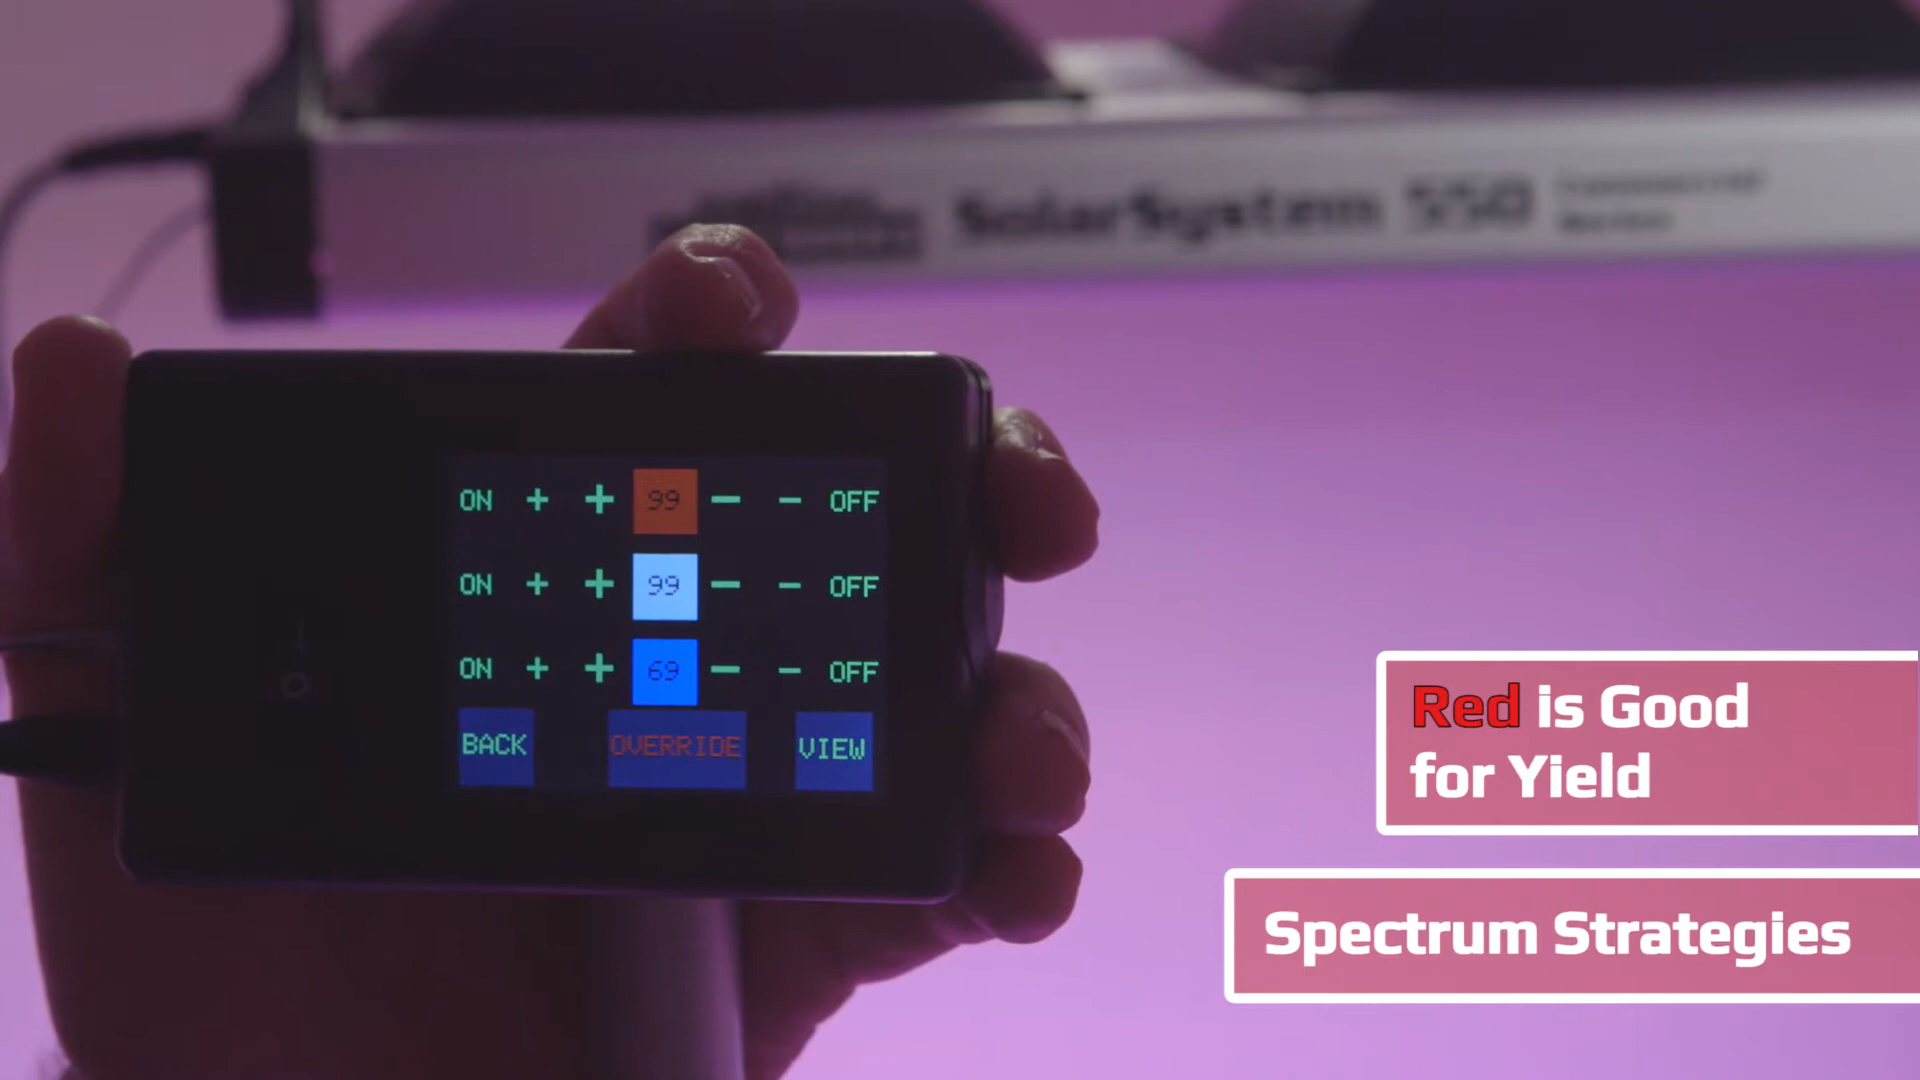 SolarSystem 550
ON + + 99 — – OFF
ON + + 99 — – OFF
ON + + 69 — – OFF
BACK OVERRIDE VIEW
Red is Good
for Yield
Spectrum Strategies